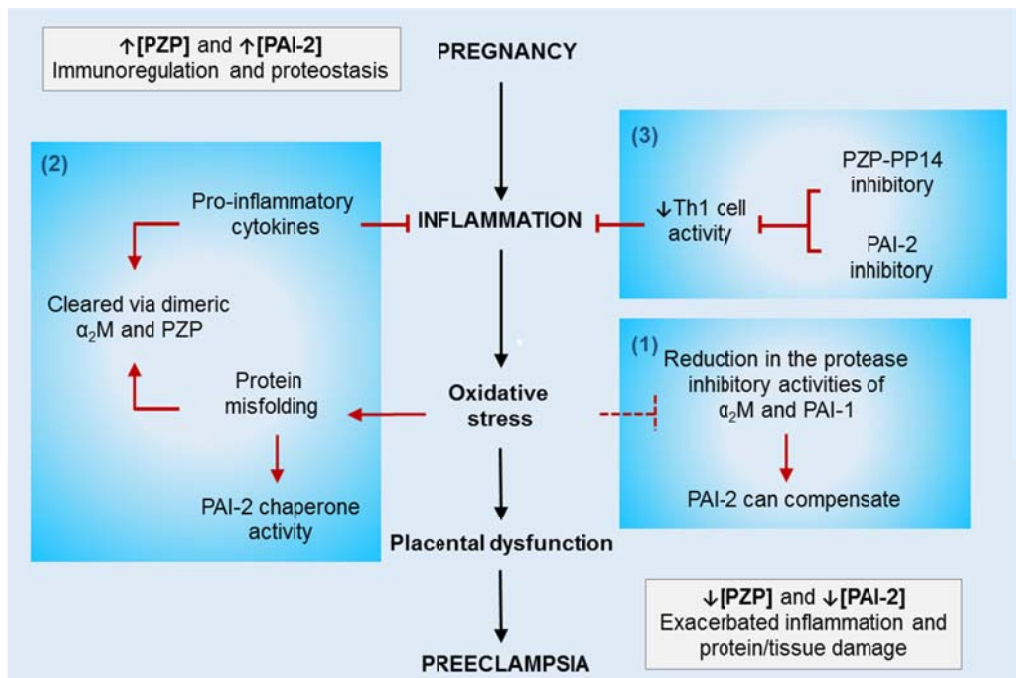 ↑[PZP] and ↑[PAI-2]
Immunoregulation and proteostasis
PREGNANCY
(2)
Pro-inflammatory
cytokines
Cleared via dimeric
α₂M and PZP
Protein
misfolding
PAI-2 chaperone
activity
INFLAMMATION
(3)
↓Th1 cell
activity
PZP-PP14
inhibitory
PAI-2
inhibitory
Oxidative
stress
(1)
Reduction in the protease
inhibitory activities of
α₂M and PAI-1
PAI-2 can compensate
Placental dysfunction
PREECLAMPSIA
↓[PZP] and ↓[PAI-2]
Exacerbated inflammation and
protein/tissue damage